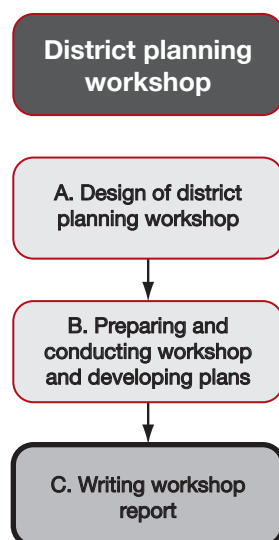 District planning
workshop
A. Design of district
planning workshop
B. Preparing and
conducting workshop
and developing plans
C. Writing workshop
report